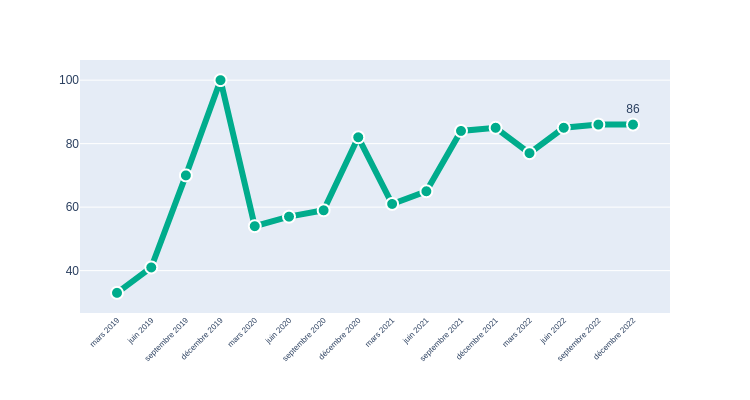 100
80
60
40
86
mars 2019
juin 2019
septembre 2019
décembre 2019
mars 2020
juin 2020
septembre 2020
décembre 2020
mars 2021
juin 2021
septembre 2021
décembre 2021
mars 2022
juin 2022
septembre 2022
décembre 2022